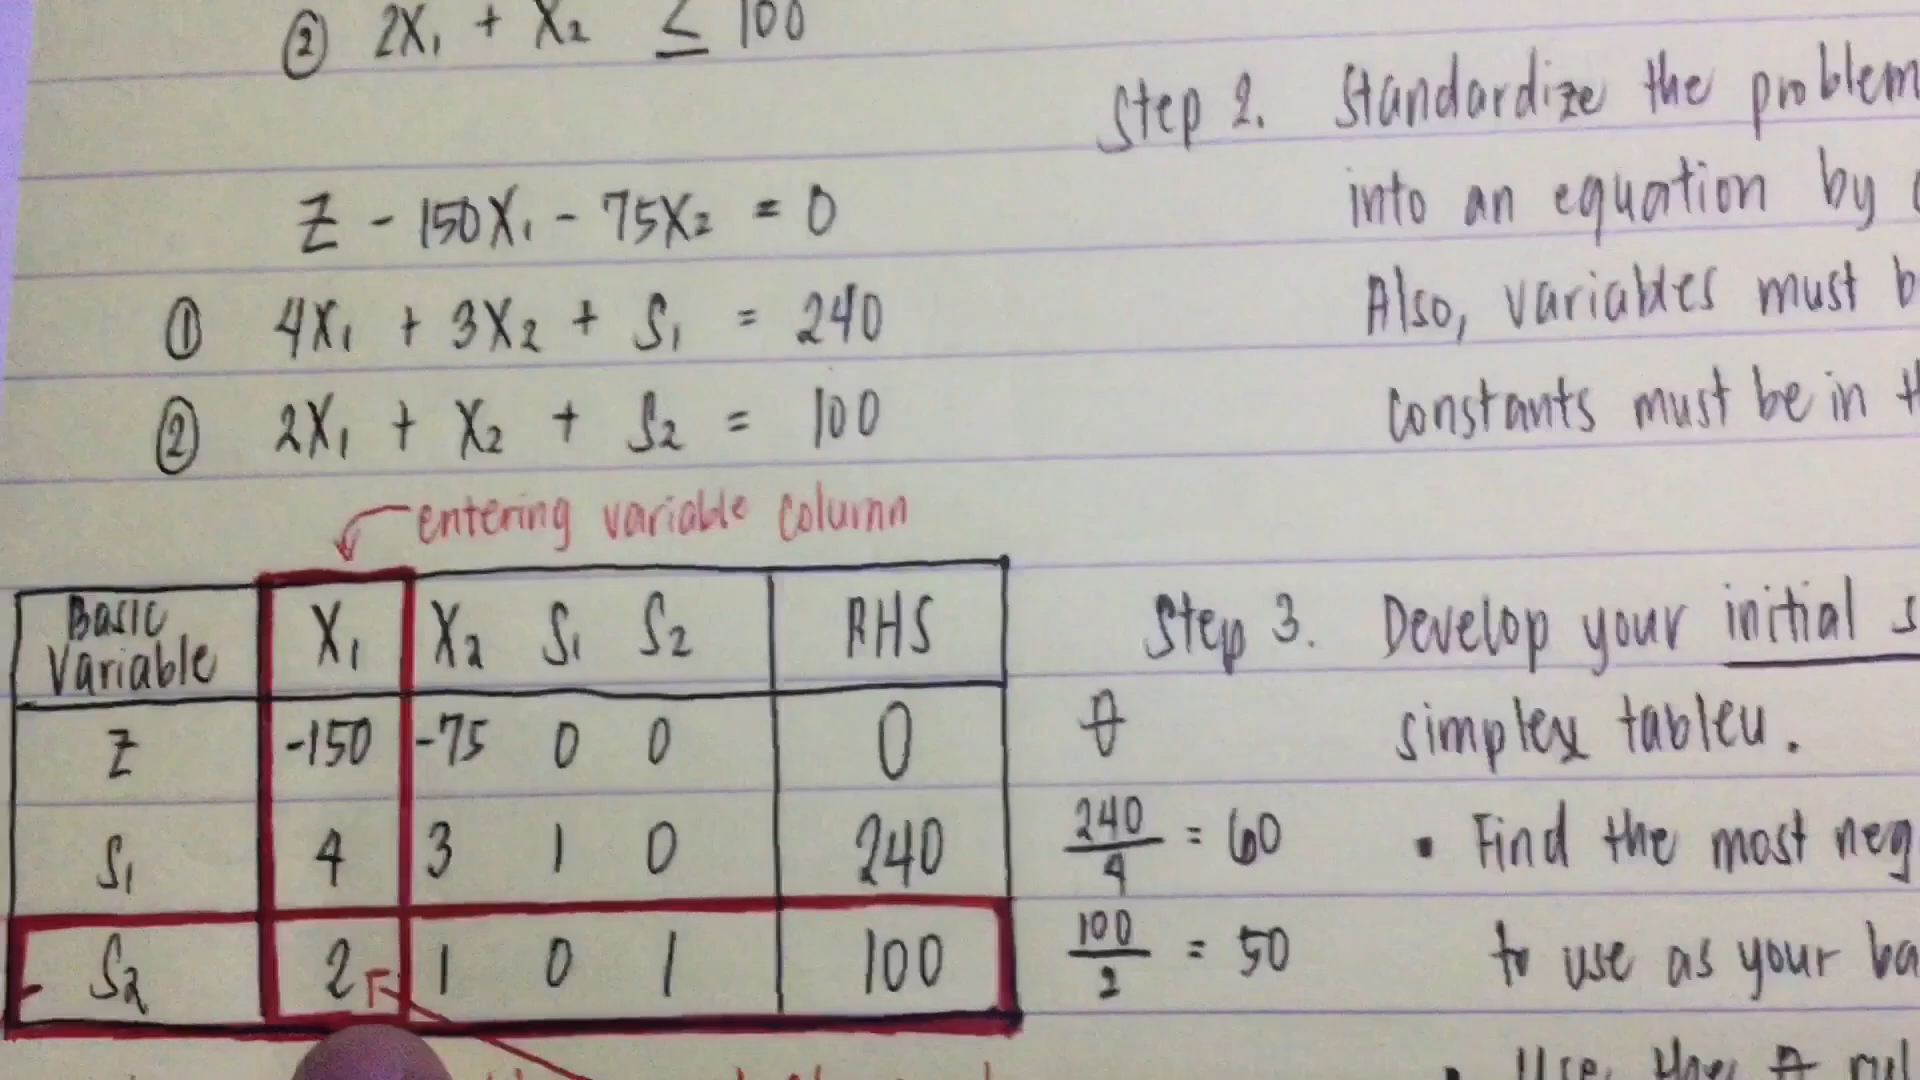 ② 2X₁ + X₂ ≤ 100
Step 2. Standardize the problem
into an equation by
Z - 150X₁ - 75X₂ = 0
① 4X₁ + 3X₂ + S₁ = 240
Also, variables must b
② 2X₁ + X₂ + S₂ = 100
constants must be in
entering variable column
Basic Variable X₁ X₂ S₁ S₂ RHS
Z -150 -75 0 0 0 θ
S₁ 4 3 1 0 240 240/4 = 60
S₂ 2 1 0 1 100 100/2 = 50
Step 3. Develop your initial s
simplex tableu.
• Find the most neg
to use as your ba